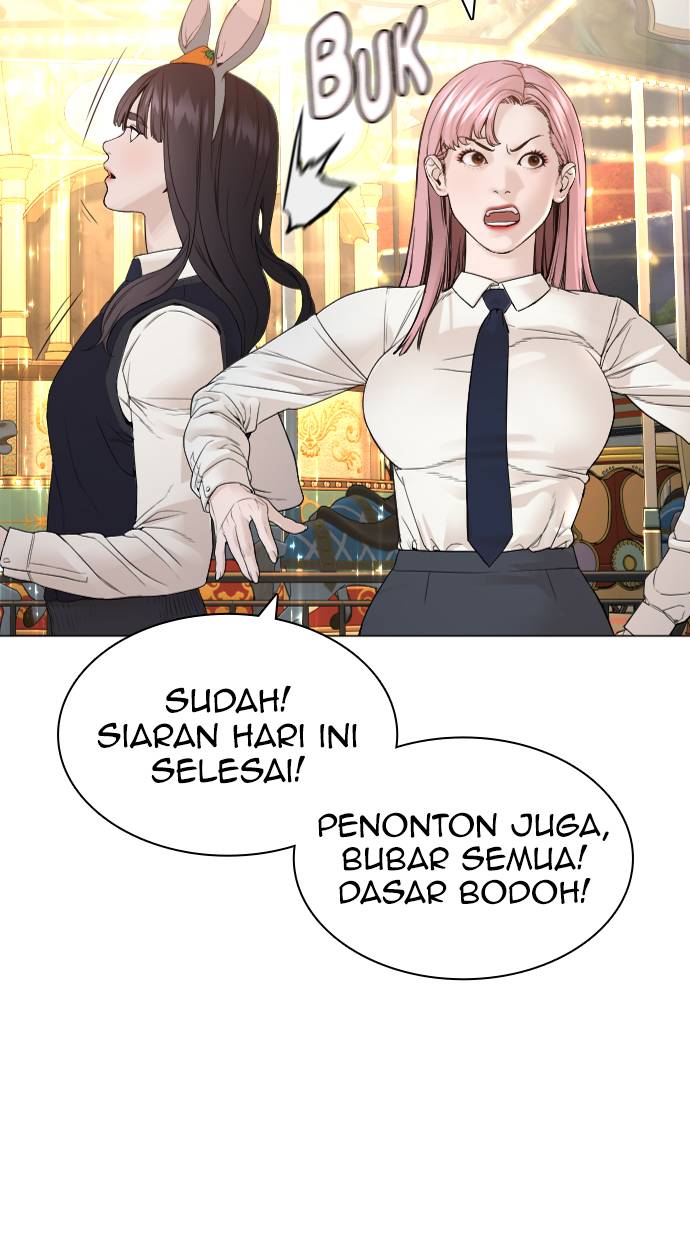 BUK
SUDAH!
SIARAN HARI INI
SELESAI!
PENONTON JUGA,
BUBAR SEMUA!
DASAR BODOH!